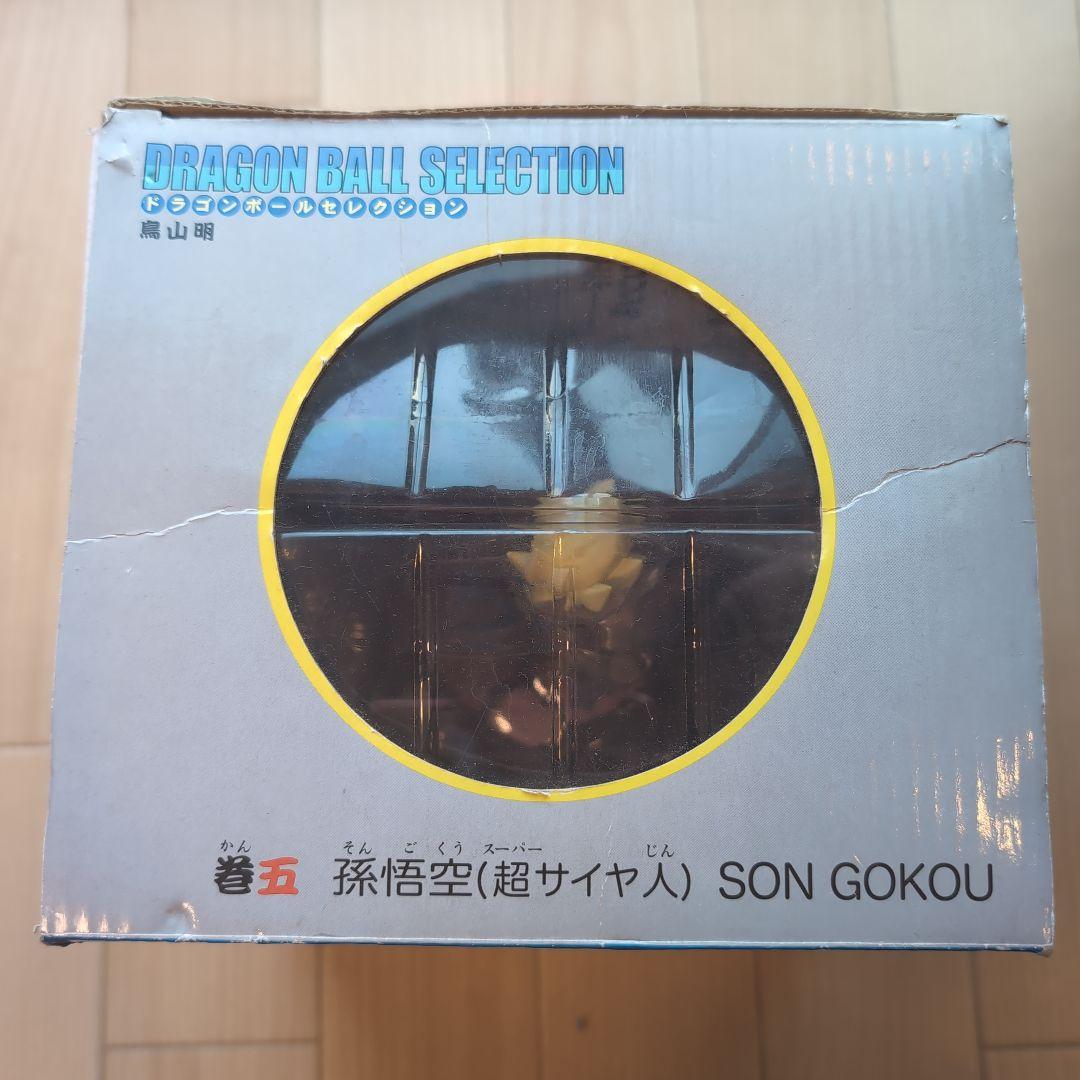 DRAGON BALL SELECTION
ドラゴンボールセレクション
鳥山明
かん そん ご くう スーパー じん
巻五 孫悟空(超サイヤ人) SON GOKOU